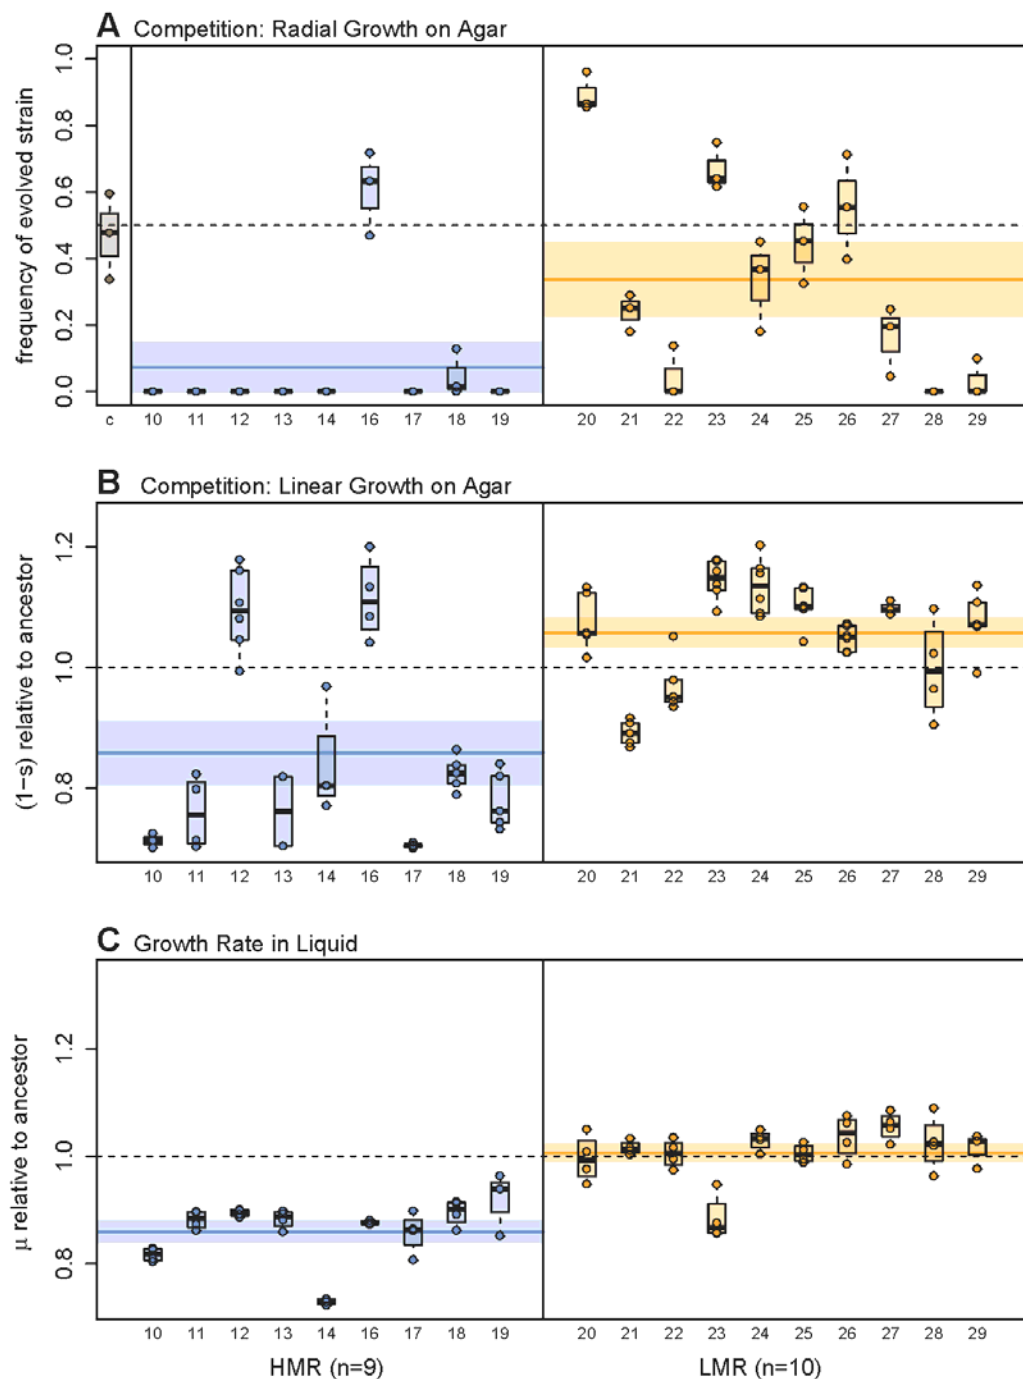 A Competition: Radial Growth on Agar
frequency of evolved strain
1.0
0.8
0.6
0.4
0.2
0.0
c 10 11 12 13 14 16 17 18 19 20 21 22 23 24 25 26 27 28 29
B Competition: Linear Growth on Agar
(1−s) relative to ancestor
1.2
1.0
0.8
10 11 12 13 14 16 17 18 19 20 21 22 23 24 25 26 27 28 29
C Growth Rate in Liquid
μ relative to ancestor
1.2
1.0
0.8
10 11 12 13 14 16 17 18 19 20 21 22 23 24 25 26 27 28 29
HMR (n=9) LMR (n=10)